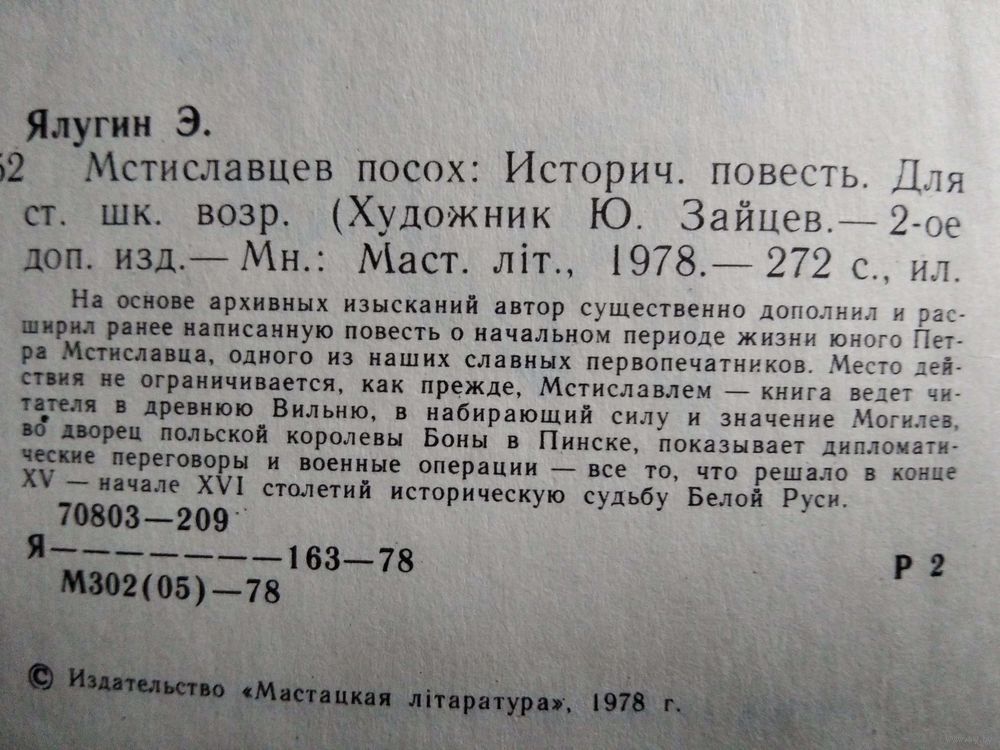 Ялугин Э.
52 Мстиславцев посох: Историч. повесть. Для
ст. шк. возр. (Художник Ю. Зайцев.— 2-ое
доп. изд.— Мн.: Маст. літ., 1978.— 272 с., ил.
На основе архивных изысканий автор существенно дополнил и рас-
ширил ранее написанную повесть о начальном периоде жизни юного Пет-
ра Мстиславца, одного из наших славных первопечатников. Место дей-
ствия не ограничивается, как прежде, Мстиславлем — книга ведет чи-
тателя в древнюю Вильню, в набирающий силу и значение Могилев,
во дворец польской королевы Боны в Пинске, показывает дипломати-
ческие переговоры и военные операции — все то, что решало в конце
XV — начале XVI столетий историческую судьбу Белой Руси.
70803—209
Я————————163—78
М302(05)—78
Р 2
© Издательство «Мастацкая літаратура», 1978 г.